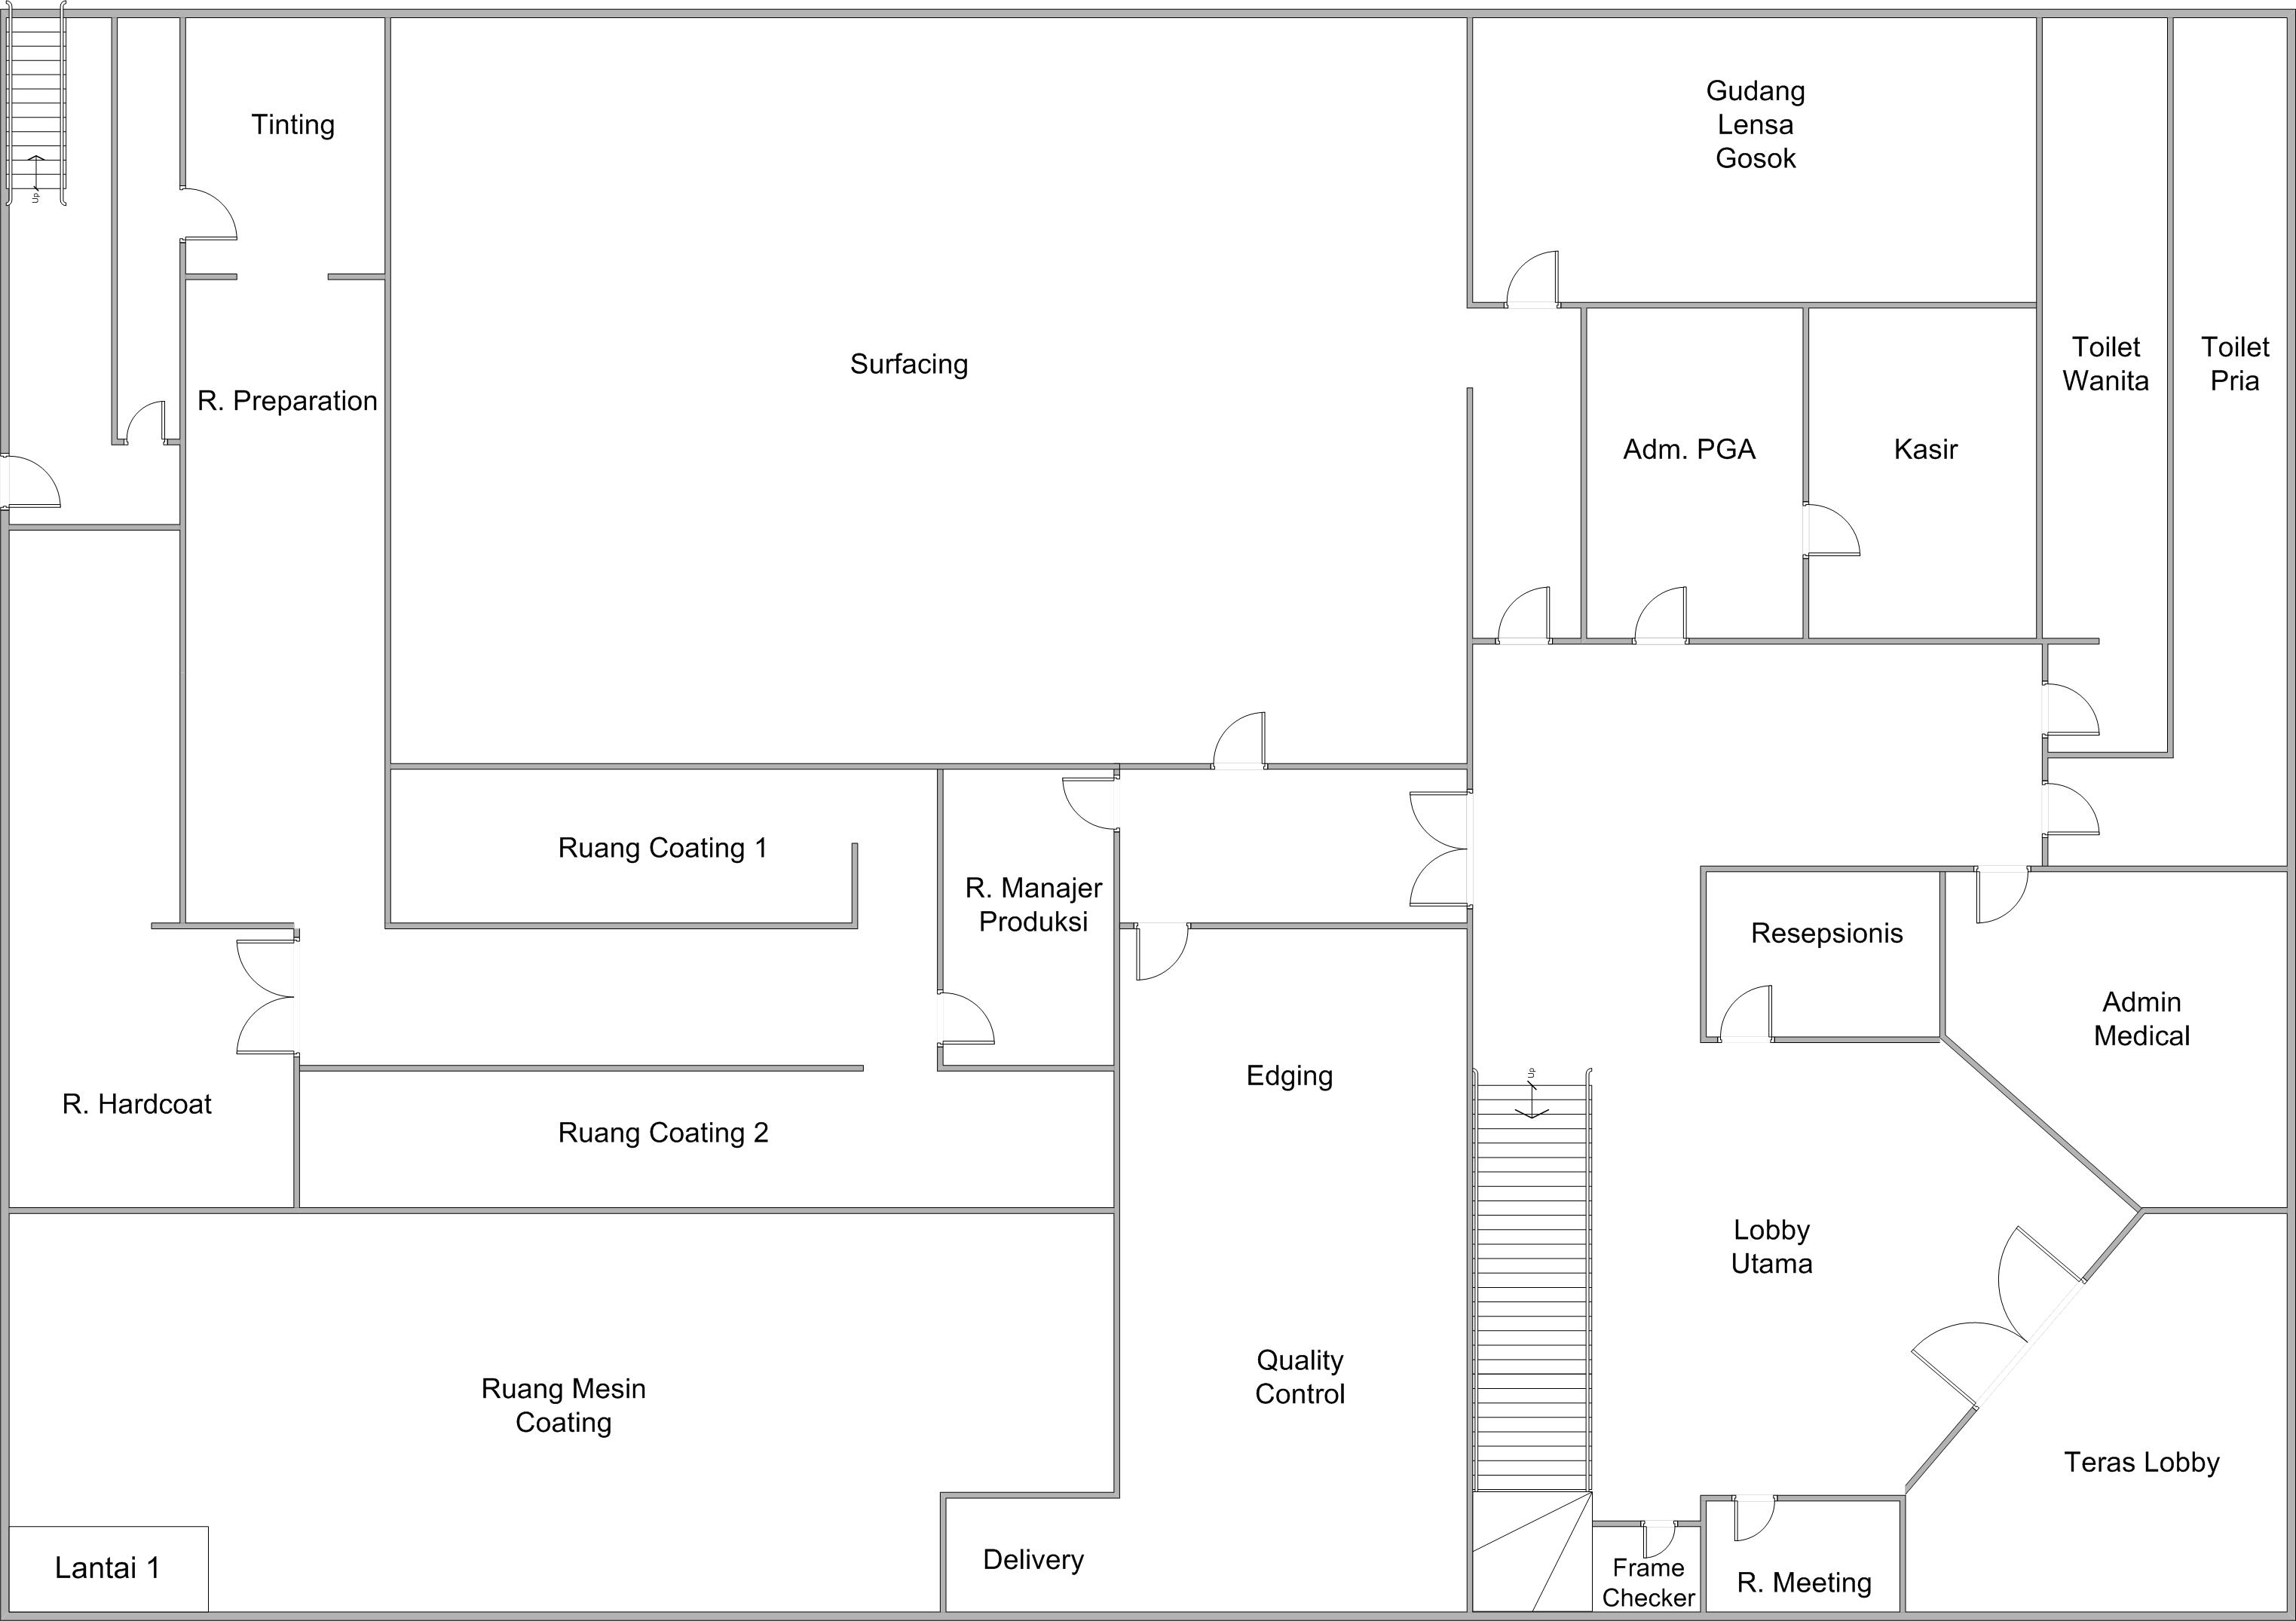 Up
Tinting
Gudang
Lensa
Gosok
Surfacing
R. Preparation
Toilet
Wanita
Toilet
Pria
Adm. PGA
Kasir
Ruang Coating 1
R. Manajer
Produksi
Resepsionis
Admin
Medical
Up
Edging
R. Hardcoat
Ruang Coating 2
Lobby
Utama
Quality
Control
Ruang Mesin
Coating
Teras Lobby
Delivery
Lantai 1
Frame
Checker
R. Meeting